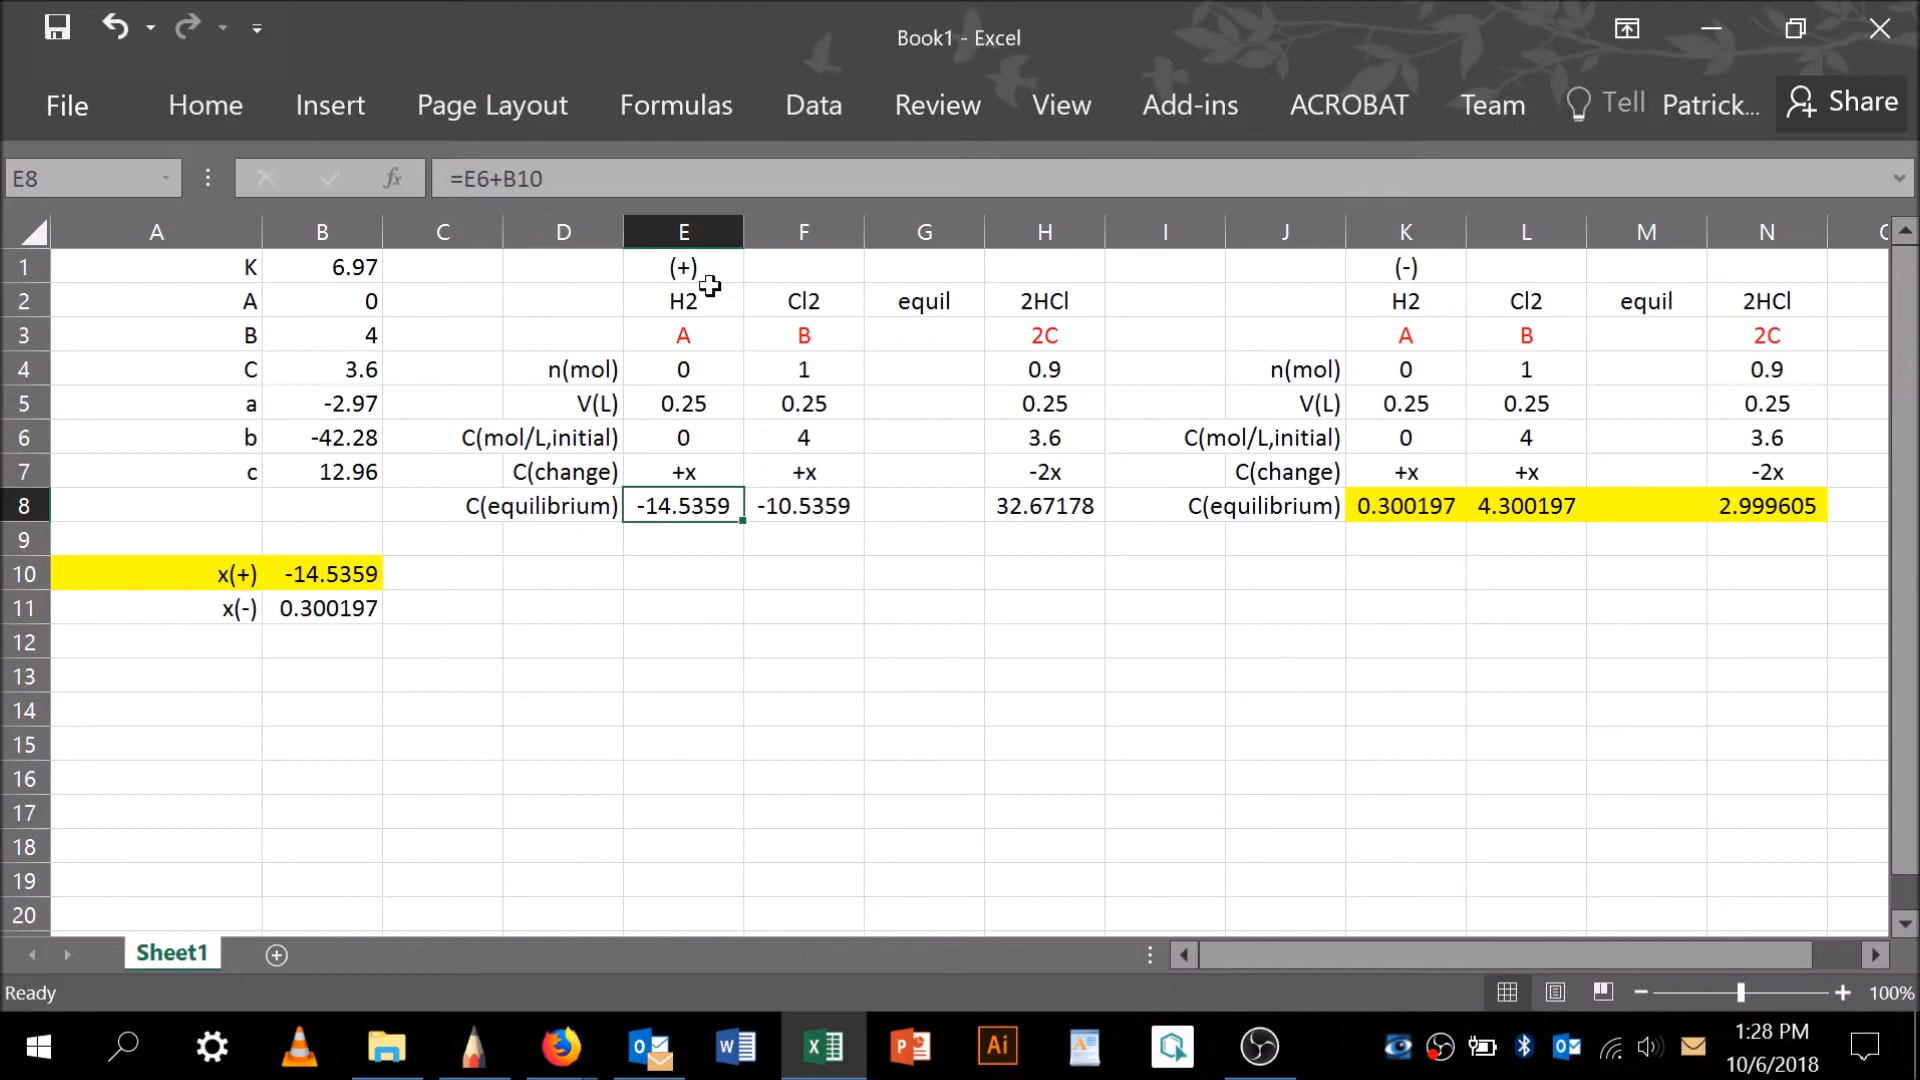 Book1 - Excel
File Home Insert Page Layout Formulas Data Review View Add-ins ACROBAT Team Tell Patrick... Share
E8 fx =E6+B10
A B C D E F G H I J K L M N
1 K 6.97 (+) (-)
2 A 0 H2 Cl2 equil 2HCl H2 Cl2 equil 2HCl
3 B 4 A B 2C A B 2C
4 C 3.6 n(mol) 0 1 0.9 n(mol) 0 1 0.9
5 a -2.97 V(L) 0.25 0.25 0.25 V(L) 0.25 0.25 0.25
6 b -42.28 C(mol/L,initial) 0 4 3.6 C(mol/L,initial) 0 4 3.6
7 c 12.96 C(change) +x +x -2x C(change) +x +x -2x
8 C(equilibrium) -14.5359 -10.5359 32.67178 C(equilibrium) 0.300197 4.300197 2.999605
9
10 x(+) -14.5359
11 x(-) 0.300197
12
13
14
15
16
17
18
19
20
Sheet1
Ready 100%
Ai 1:28 PM
10/6/2018